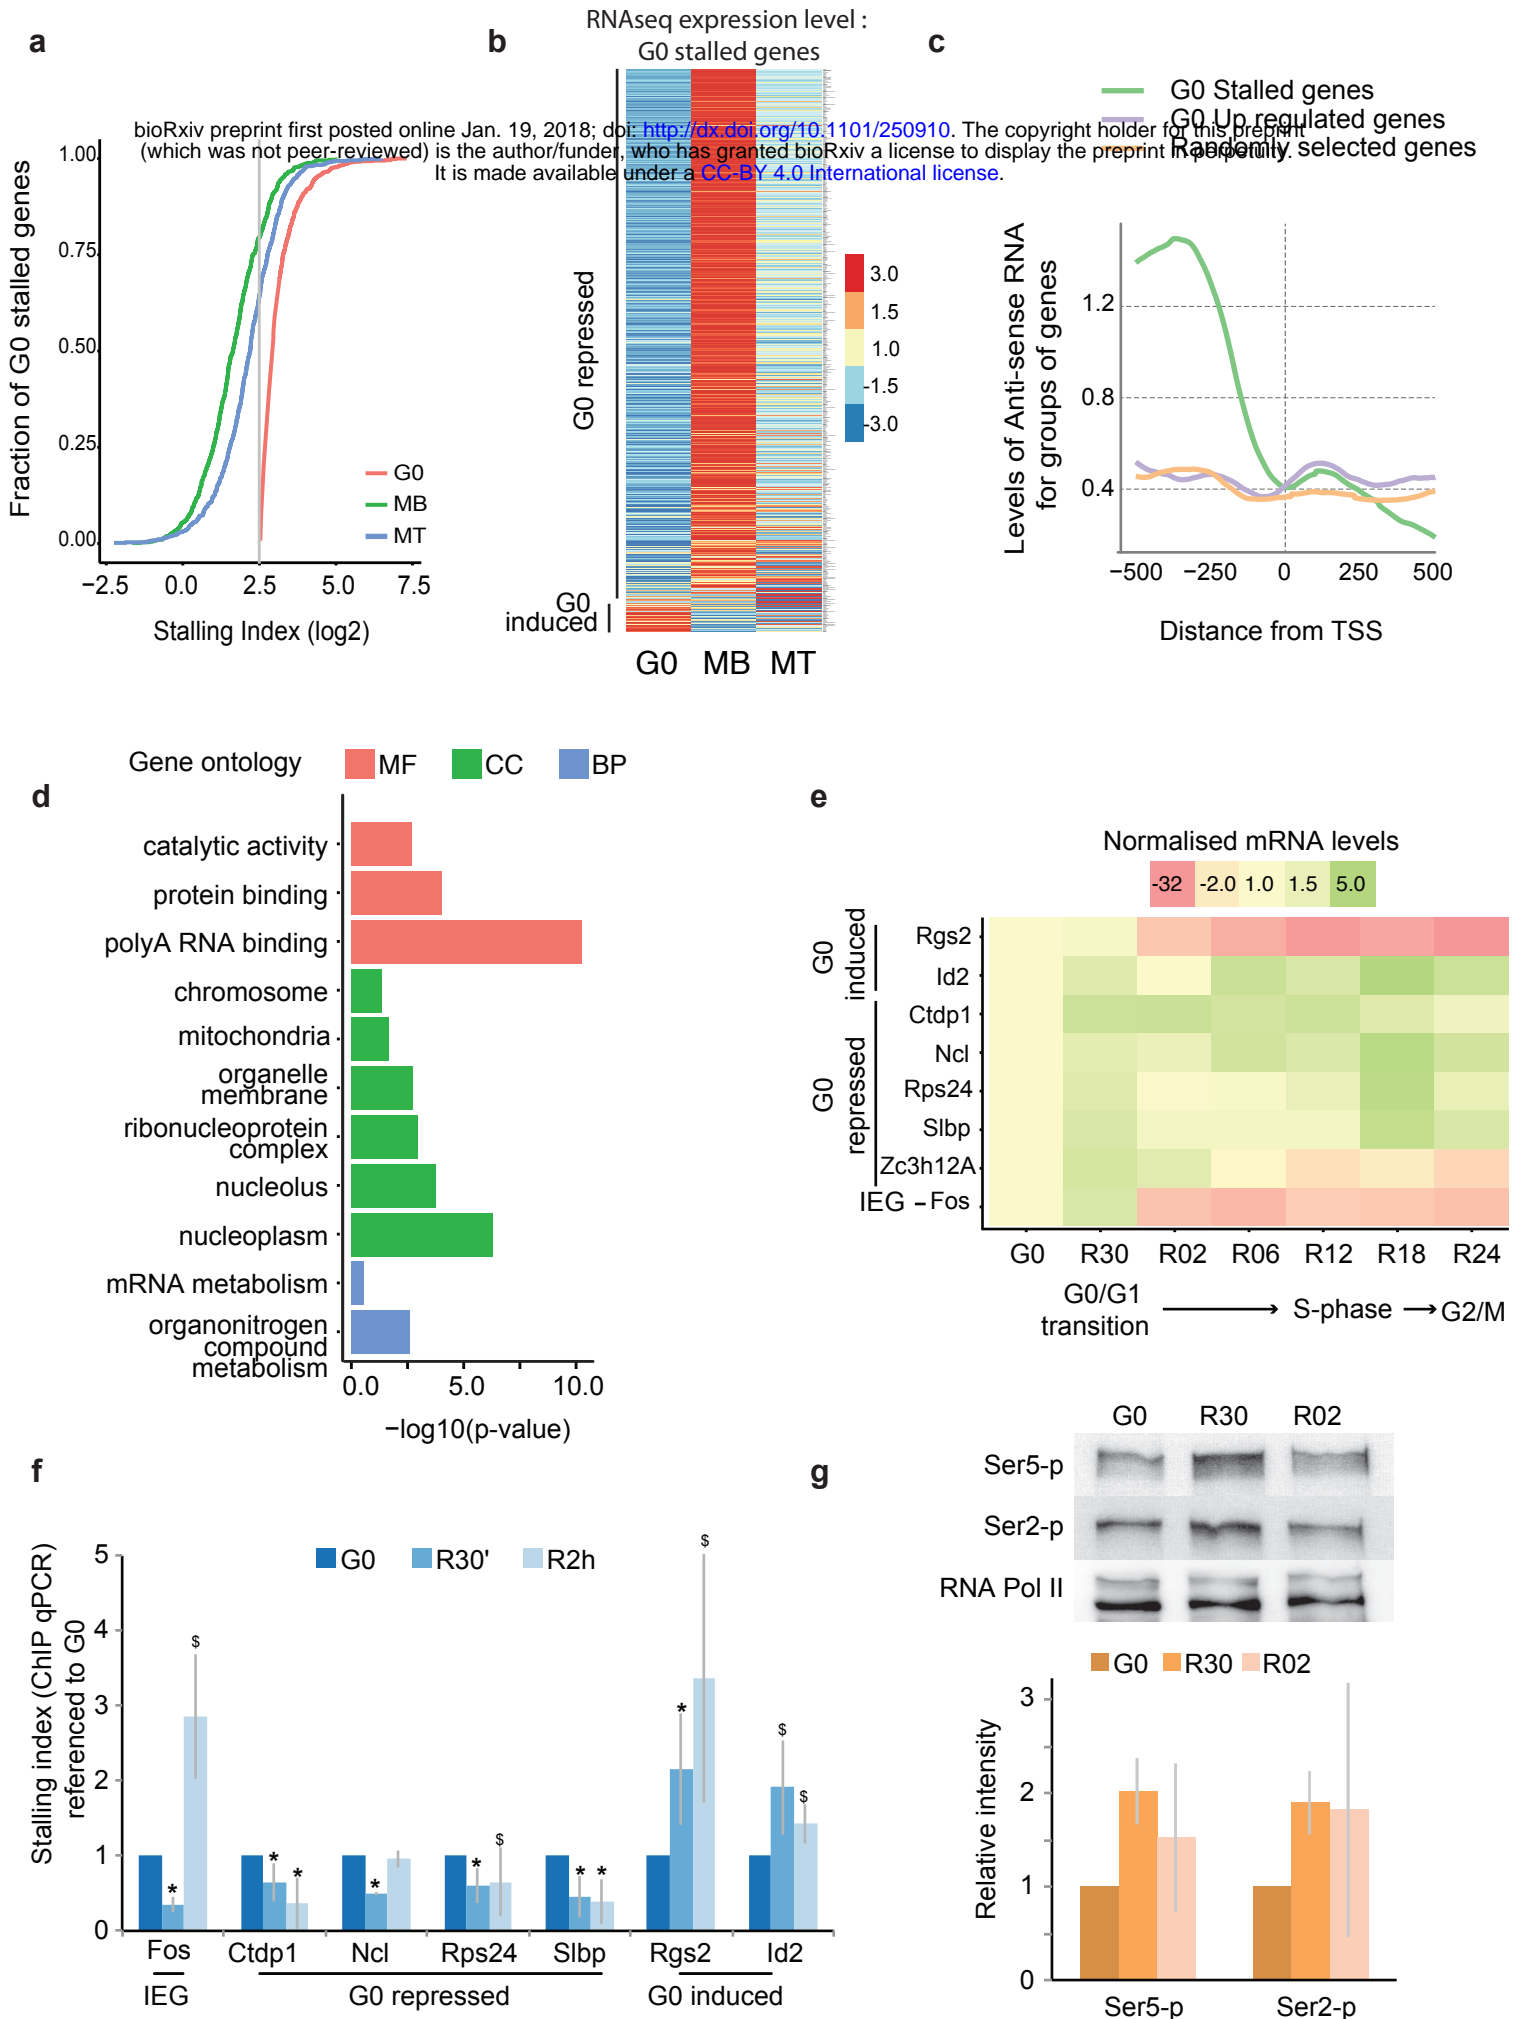 a
b
RNAseq expression level :
G0 stalled genes
c
G0 Stalled genes
G0 Up regulated genes
Randomly selected genes
bioRxiv preprint first posted online Jan. 19, 2018; doi: http://dx.doi.org/10.1101/250910. The copyright holder for this preprint
(which was not peer-reviewed) is the author/funder, who has granted bioRxiv a license to display the preprint in perpetuity.
It is made available under a CC-BY 4.0 International license.
Fraction of G0 stalled genes
1.00
0.75
0.50
0.25
0.00
G0
MB
MT
−2.5 0.0 2.5 5.0 7.5
Stalling Index (log2)
G0 repressed
G0
induced
3.0
1.5
1.0
-1.5
-3.0
G0 MB MT
Levels of Anti-sense RNA
for groups of genes
1.2
0.8
0.4
−500 −250 0 250 500
Distance from TSS
Gene ontology MF CC BP
d
catalytic activity
protein binding
polyA RNA binding
chromosome
mitochondria
organelle
membrane
ribonucleoprotein
complex
nucleolus
nucleoplasm
mRNA metabolism
organonitrogen
compound
metabolism
0.0 5.0 10.0
−log10(p-value)
e
Normalised mRNA levels
-32 -2.0 1.0 1.5 5.0
G0
induced
G0
repressed
Rgs2
Id2
Ctdp1
Ncl
Rps24
Slbp
Zc3h12A
IEG - Fos
G0 R30 R02 R06 R12 R18 R24
G0/G1
transition
S-phase
G2/M
f
Stalling index (ChIP qPCR)
referenced to G0
5
4
3
2
1
0
G0 R30' R2h
* $ * * * * $ * * * $ $ $
Fos Ctdp1 Ncl Rps24 Slbp Rgs2 Id2
IEG G0 repressed G0 induced
g
G0 R30 R02
Ser5-p
Ser2-p
RNA Pol II
G0 R30 R02
Relative intensity
3
2
1
0
Ser5-p Ser2-p